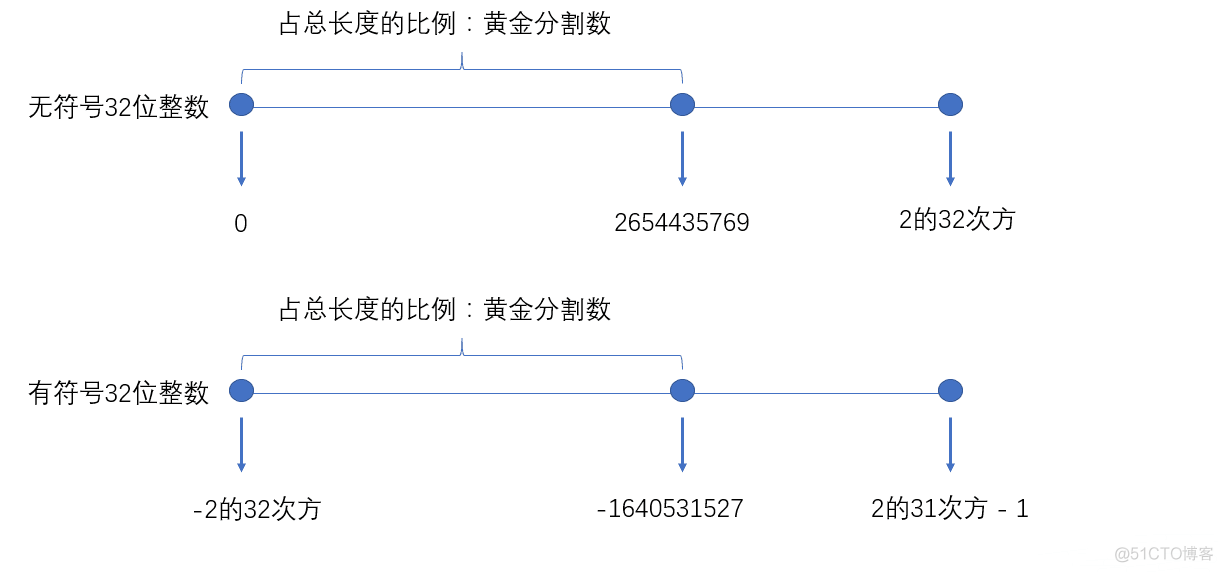 占总长度的比例：黄金分割数
无符号32位整数
0
2654435769
2的32次方
占总长度的比例：黄金分割数
有符号32位整数
-2的32次方
-1640531527
2的31次方 - 1
@51CTO博客